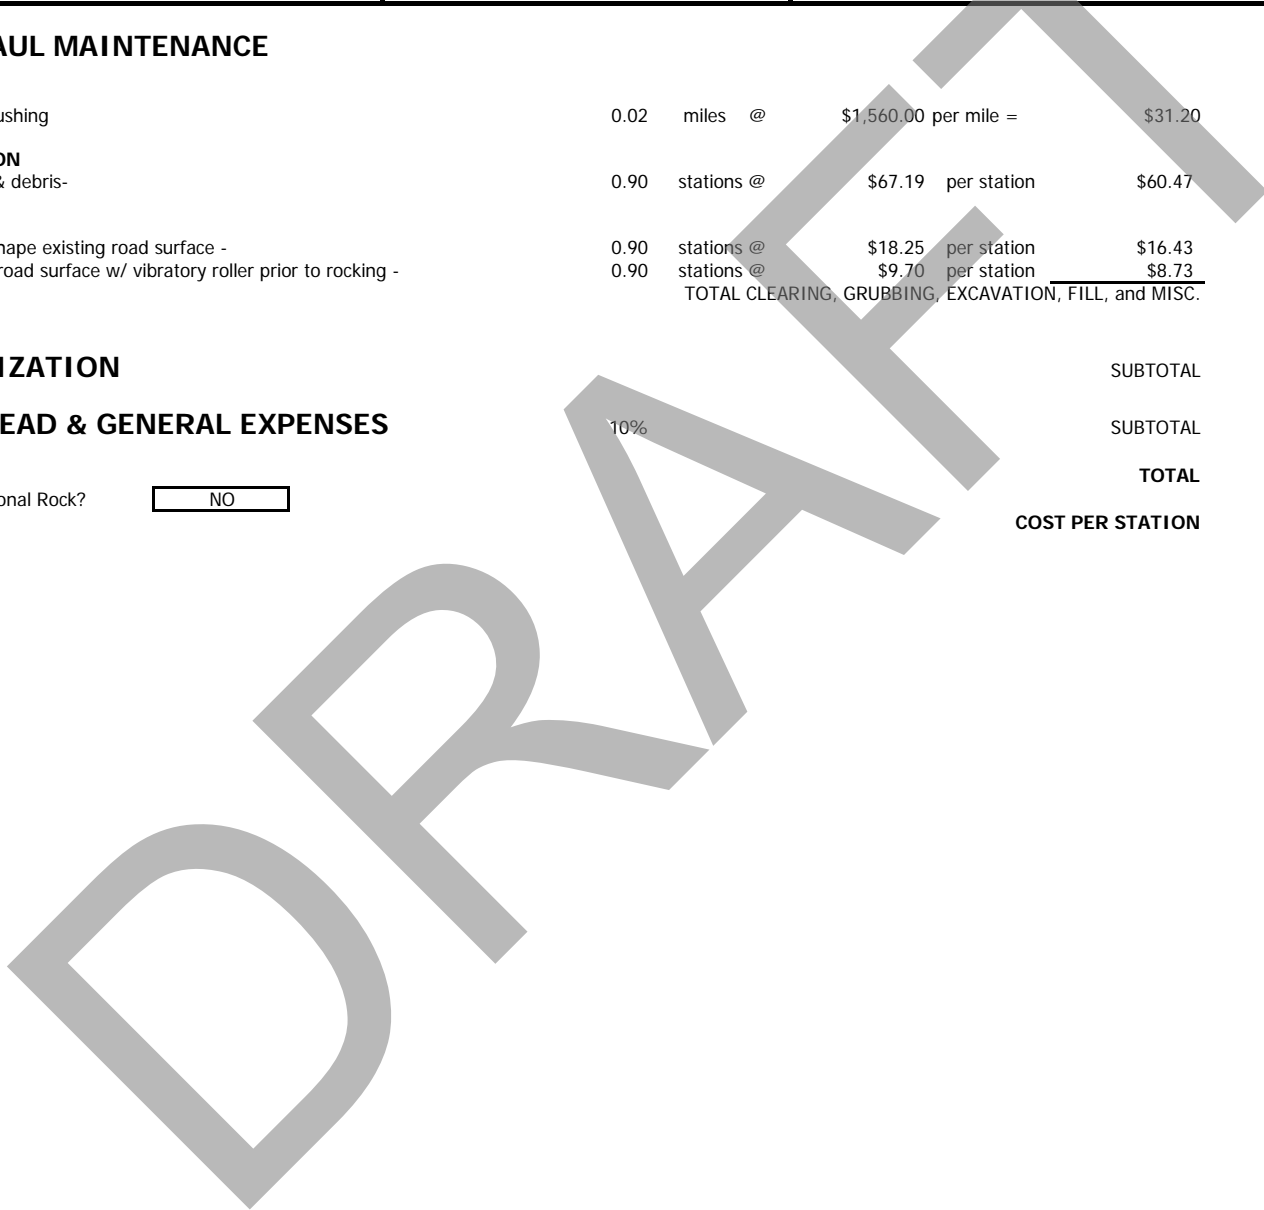 AUL MAINTENANCE
ushing 0.02 miles @ $1,560.00 per mile = $31.20
ON
& debris- 0.90 stations @ $67.19 per station $60.47
hape existing road surface - 0.90 stations @ $18.25 per station $16.43
road surface w/ vibratory roller prior to rocking - 0.90 stations @ $9.70 per station $8.73
TOTAL CLEARING, GRUBBING, EXCAVATION, FILL, and MISC.
IZATION SUBTOTAL
EAD & GENERAL EXPENSES 10% SUBTOTAL
TOTAL
onal Rock? NO
COST PER STATION
DRAFT